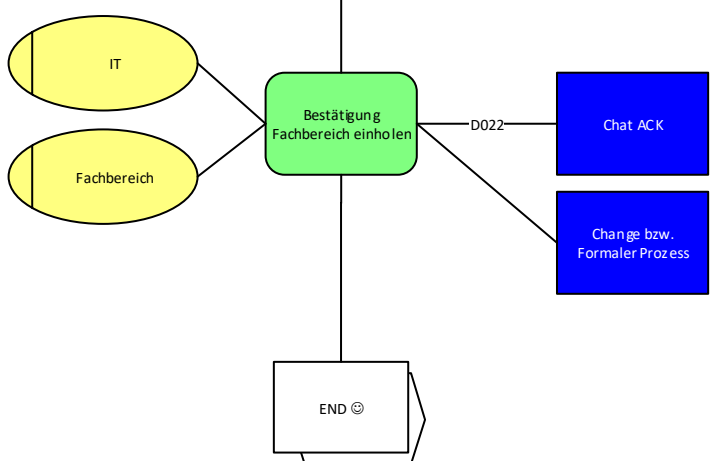 IT
Bestätigung
Fachbereich einholen
D022
Chat ACK
Fachbereich
Change bzw.
Formaler Prozess
END ☺